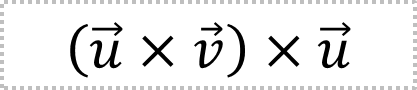 (𝑢⃗ × 𝑣⃗) × 𝑢⃗